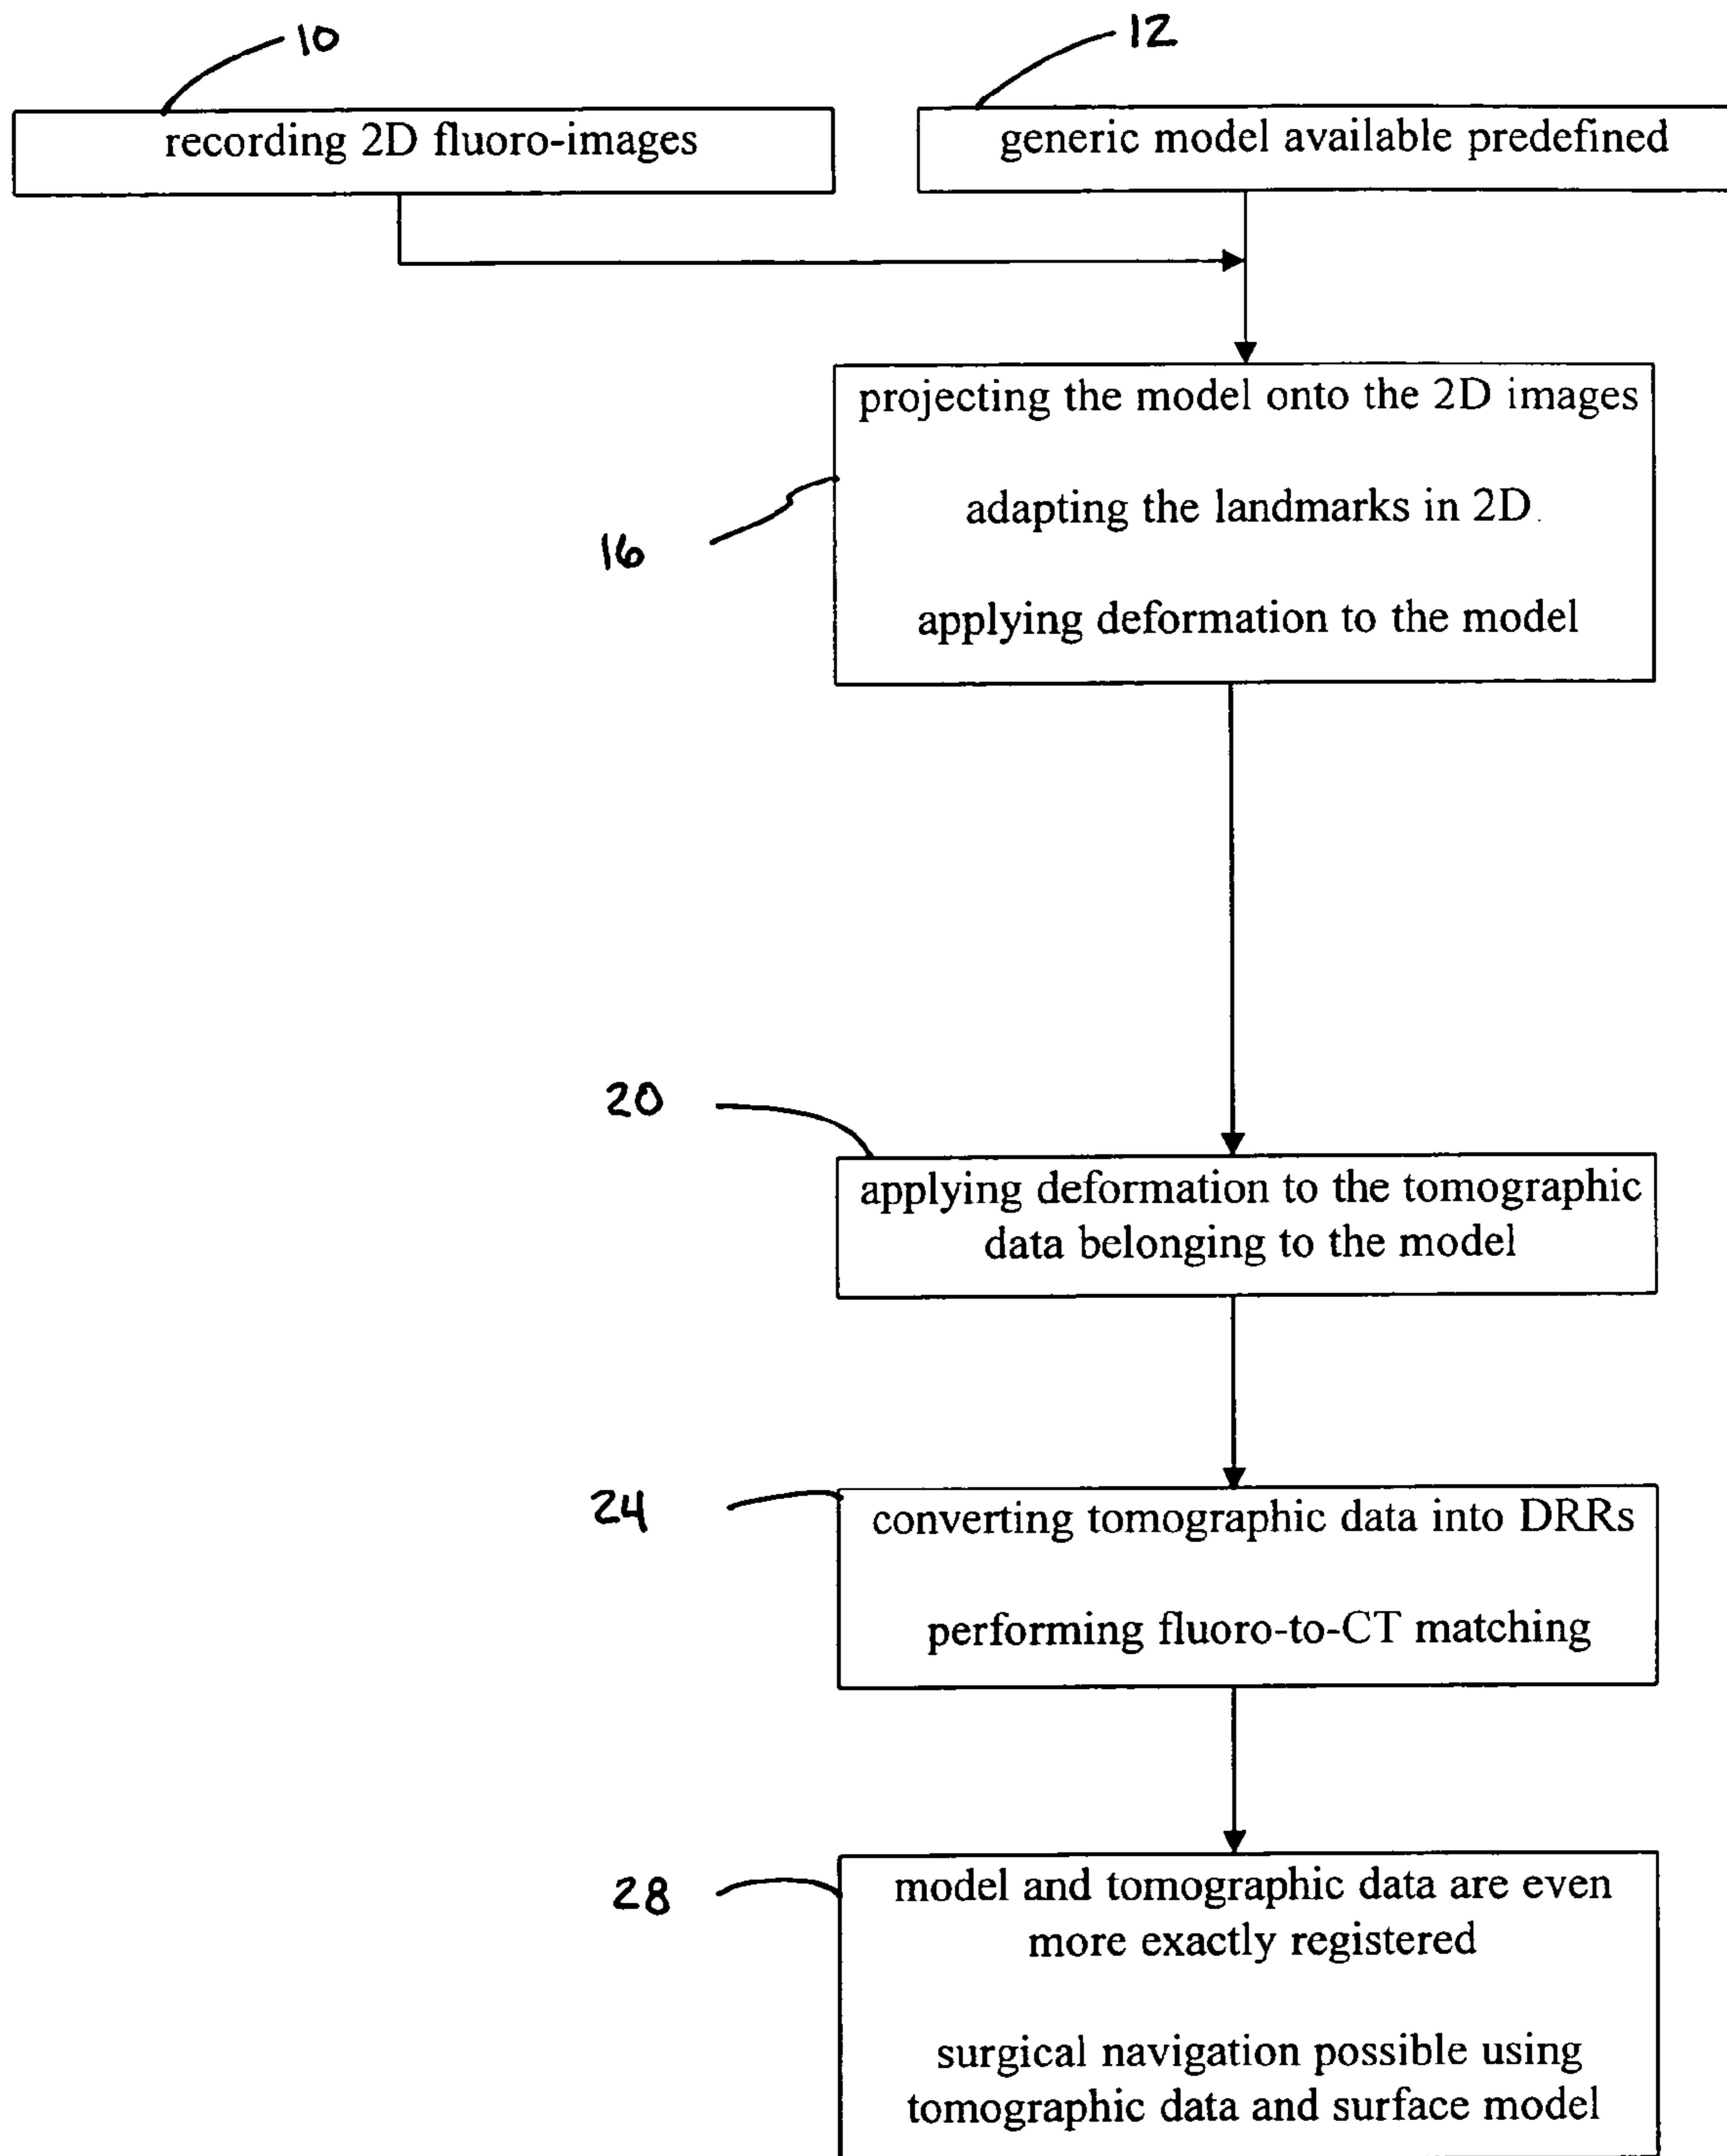 10
12
recording 2D fluoro-images
generic model available predefined
projecting the model onto the 2D images
adapting the landmarks in 2D
applying deformation to the model
16
20
applying deformation to the tomographic
data belonging to the model
24
converting tomographic data into DRRs
performing fluoro-to-CT matching
28
model and tomographic data are even
more exactly registered
surgical navigation possible using
tomographic data and surface model